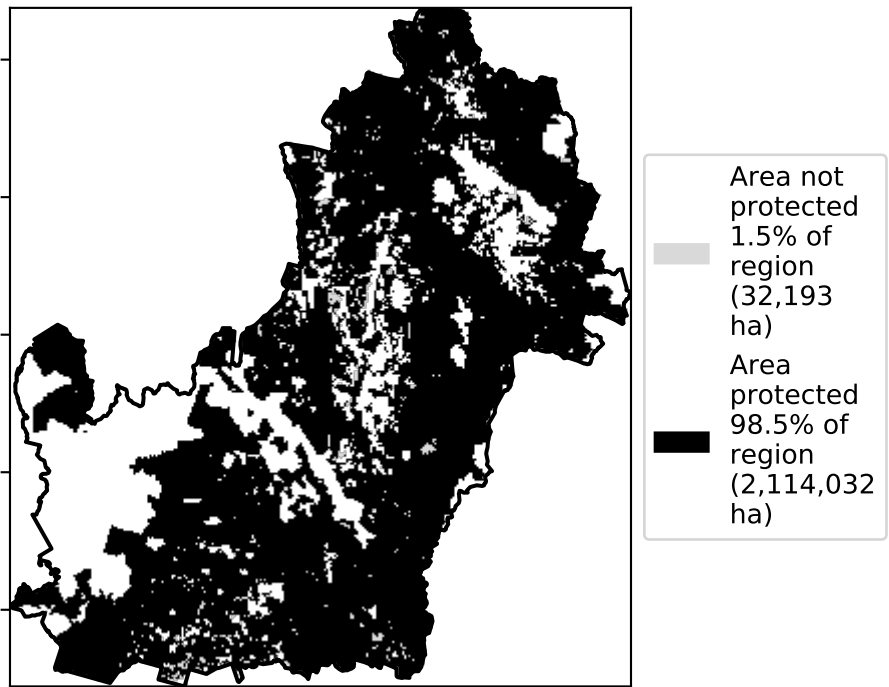 Area not
protected
1.5% of
region
(32,193
ha)
Area
protected
98.5% of
region
(2,114,032
ha)